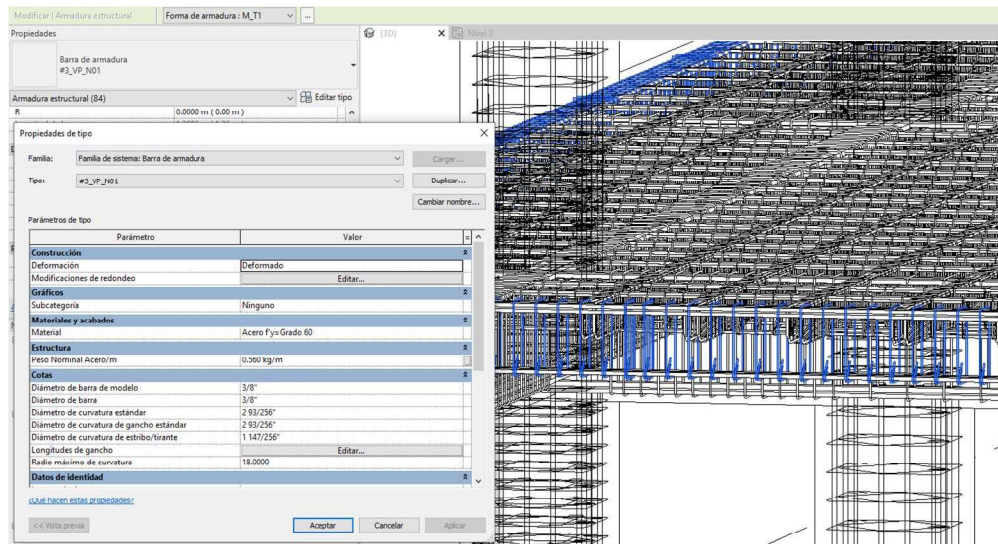 Modificar | Armadura estructural
Forma de armadura : M_T1
...
Propiedades
(3D)
X
Nivel 2
Barra de armadura
#3_VP_N01
Armadura estructural (84)
Editar tipo
R
0.0000 m ( 0.00 m )
Propiedades de tipo
Familia:
Familia de sistema: Barra de armadura
Cargar...
Tipo:
#3_VP_N01
Duplicar...
Cambiar nombre...
Parámetros de tipo
Parámetro Valor =
Construcción
Deformación Deformado
Modificaciones de redondeo Editar...
Gráficos
Subcategoría Ninguno
Materiales y acabados
Material Acero f'y=Grado 60
Estructura
Peso Nominal Acero/m 0.560 kg/m
Cotas
Diámetro de barra de modelo 3/8"
Diámetro de barra 3/8"
Diámetro de curvatura estándar 2 93/256"
Diámetro de curvatura de gancho estándar 2 93/256"
Diámetro de curvatura de estribo/tirante 1 147/256"
Longitudes de gancho Editar...
Radio máximo de curvatura 18.0000
Datos de identidad
¿Qué hacen estas propiedades?
<< Vista previa
Aceptar
Cancelar
Aplicar